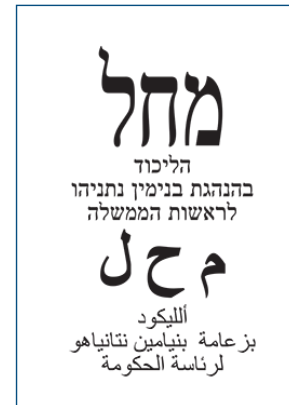 מחל
הליכוד
בהנהגת בנימין נתניהו
לראשות הממשלה
م ح ل
ألليكود
بزعامة بنيامين نتانياهو
لرئاسة الحكومة